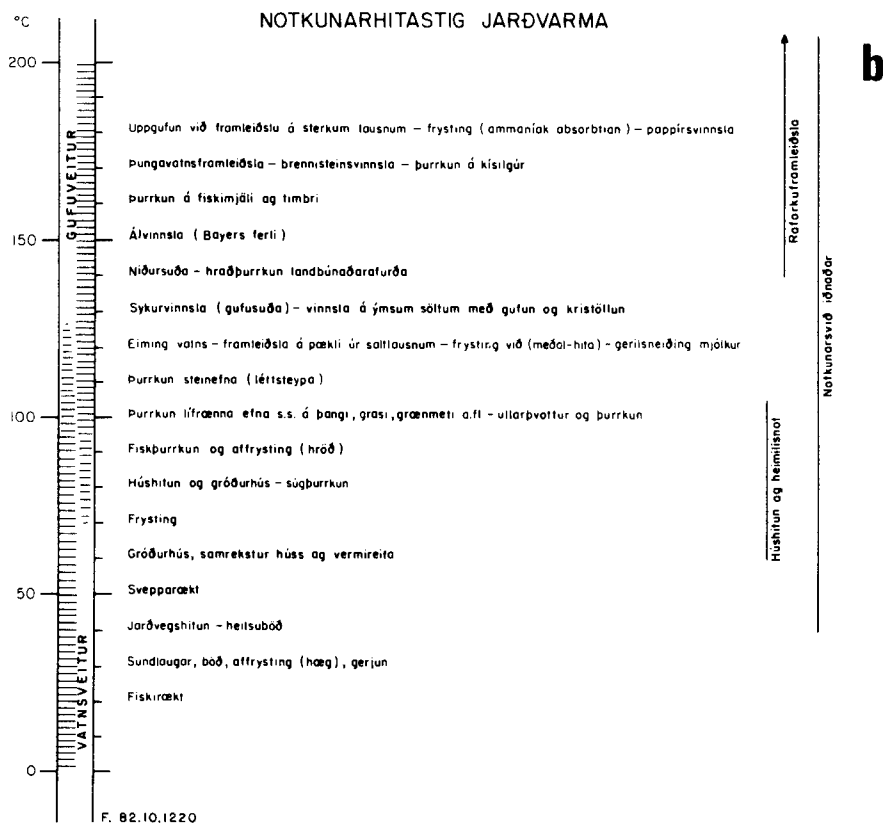 °C NOTKUNARHITASTIG JARÐVARMA
b
200
Uppgufun við framleiðslu á sterkum lausnum – frysting (ammaníak absorbtian) – pappírsvinnsla
Þungavatnsframleiðsla – brennisteinsvinnsla – þurrkun á kísilgúr
Þurrkun á fiskimjäli ag timbri
150
Álvinnsla (Bayers ferli)
Niðursuða – hraðþurrkun landbúnaðarafurða
Sykurvinnsla (gufusuða) – vinnsla á ýmsum söltum með gufun og kristöllun
Eiming vatns – framleiðsla á pækli úr saltlausnum – frysting við (meðal-hita) – gerilsneiðing mjólkur
Þurrkun steinefna (léttsteypa)
100
Þurrkun lífrænna efna s.s. á þangi, grasi, grænmeti a.fl – ullarþvottur og þurrkun
Fiskþurrkun og affrysting (hröð)
Húshitun og gróðurhús – súgþurrkun
Frysting
Gróðurhús, samrekstur húss ag vermireita
50
Svepparækt
Jarðvegshitun – heilsuböð
Sundlaugar, böð, affrysting (hæg), gerjun
Fiskirækt
0
GUFUVEITUR
VATNSVEITUR
Raforkuframleiðsla
Húshitun og heimilisnot
Notkunarsvið iðnaðar
F. 82.10.1220